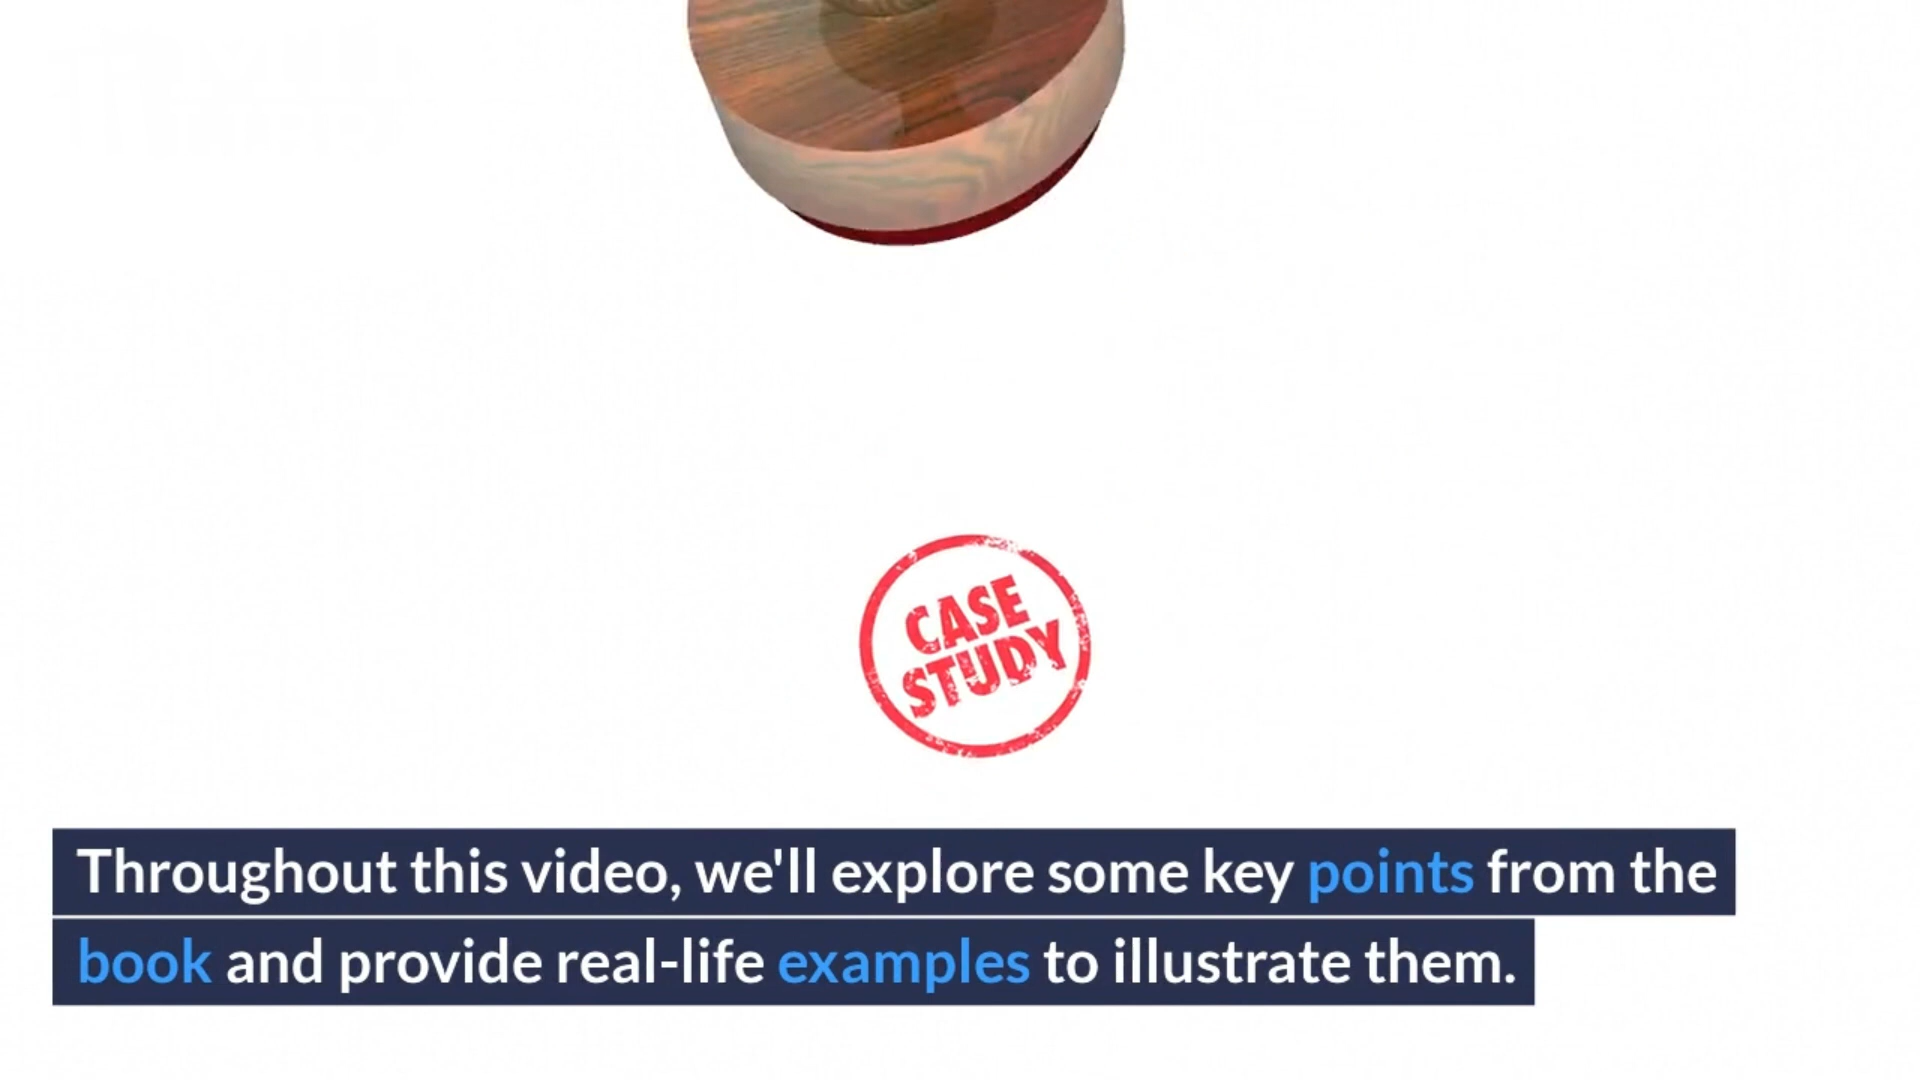 CASE
STUDY
Throughout this video, we'll explore some key points from the
book and provide real-life examples to illustrate them.